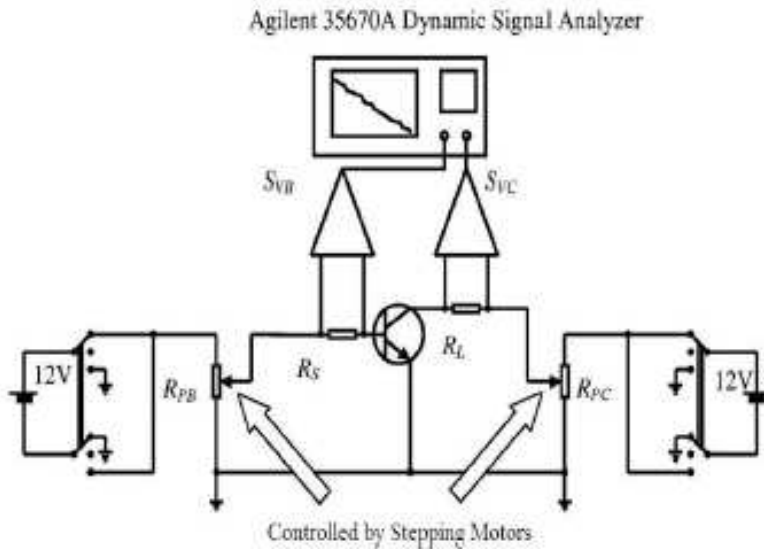 Agilent 35670A Dynamic Signal Analyzer
S_VB S_VC
R_S R_L
12V R_PB R_PC 12V
Controlled by Stepping Motors